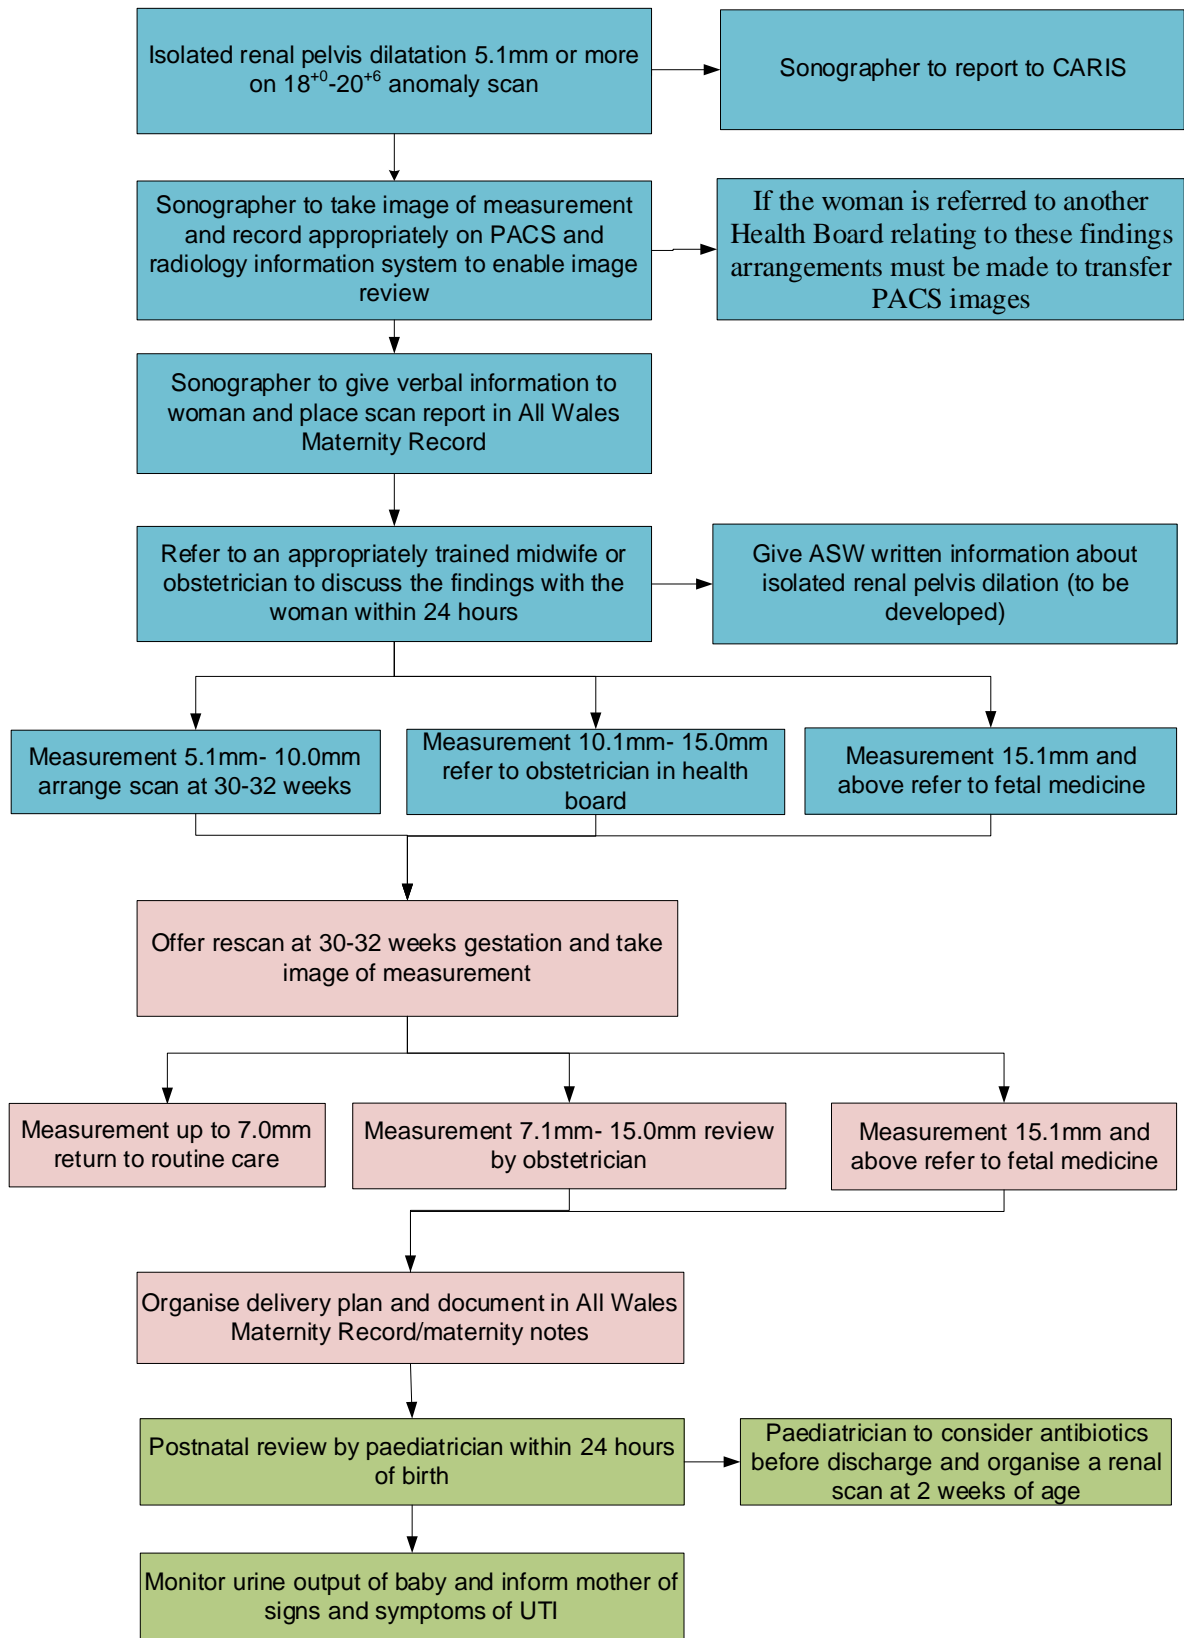 Isolated renal pelvis dilatation 5.1mm or more
on 18+0-20+6 anomaly scan
Sonographer to report to CARIS
Sonographer to take image of measurement
and record appropriately on PACS and
radiology information system to enable image
review
If the woman is referred to another
Health Board relating to these findings
arrangements must be made to transfer
PACS images
Sonographer to give verbal information to
woman and place scan report in All Wales
Maternity Record
Refer to an appropriately trained midwife or
obstetrician to discuss the findings with the
woman within 24 hours
Give ASW written information about
isolated renal pelvis dilation (to be
developed)
Measurement 5.1mm- 10.0mm
arrange scan at 30-32 weeks
Measurement 10.1mm- 15.0mm
refer to obstetrician in health
board
Measurement 15.1mm and
above refer to fetal medicine
Offer rescan at 30-32 weeks gestation and take
image of measurement
Measurement up to 7.0mm
return to routine care
Measurement 7.1mm- 15.0mm review
by obstetrician
Measurement 15.1mm and
above refer to fetal medicine
Organise delivery plan and document in All Wales
Maternity Record/maternity notes
Postnatal review by paediatrician within 24 hours
of birth
Paediatrician to consider antibiotics
before discharge and organise a renal
scan at 2 weeks of age
Monitor urine output of baby and inform mother of
signs and symptoms of UTI